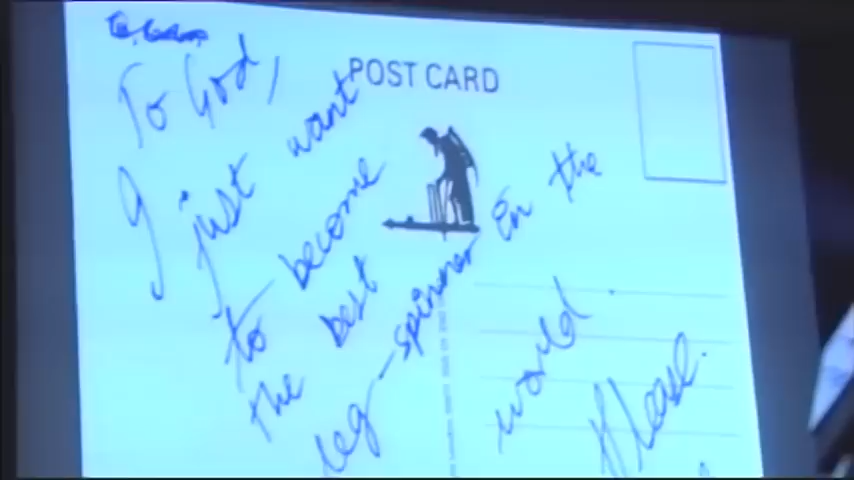 POST CARD
To God,
I just want
to become
the best
leg-spinner in the
world.
Please.